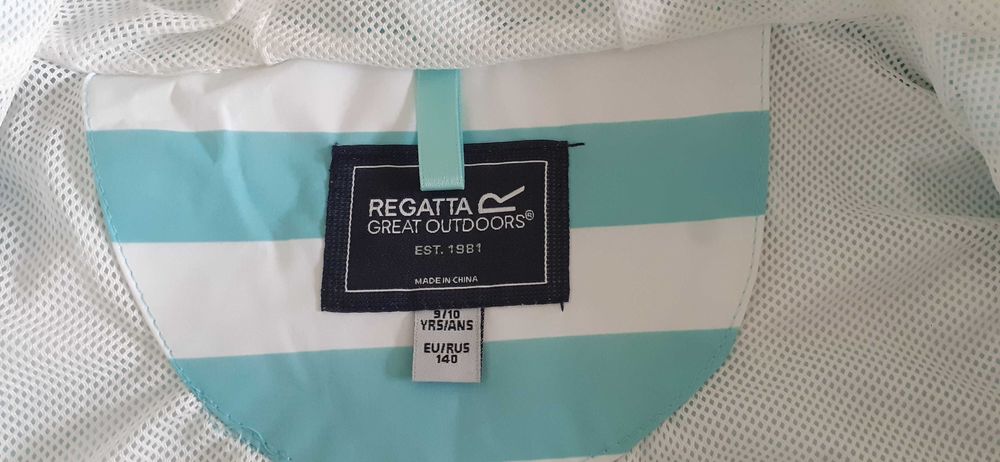 REGATTA
GREAT OUTDOORS®
EST. 1981
MADE IN CHINA
9/10
YRS/ANS
EU/RUS
140